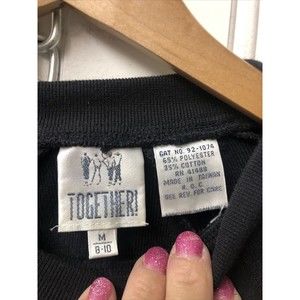 TOGETHER!
M
8-10
CAT NO. 92-1074
65% POLYESTER
35% COTTON
RN 41488
MADE IN TAIWAN
R.O.C
SEE REV. FOR CARE